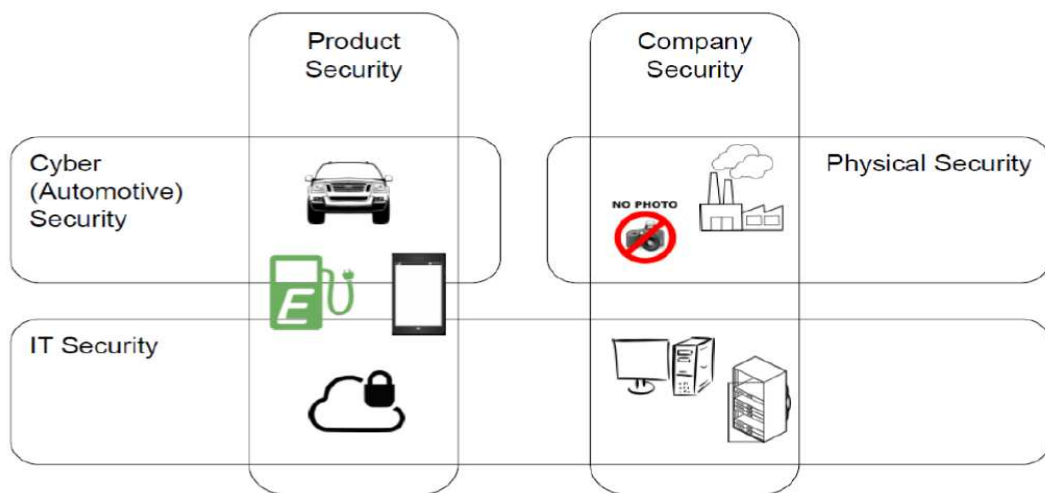 Product
Security
Company
Security
Cyber
(Automotive)
Security
Physical Security
NO PHOTO
E
IT Security